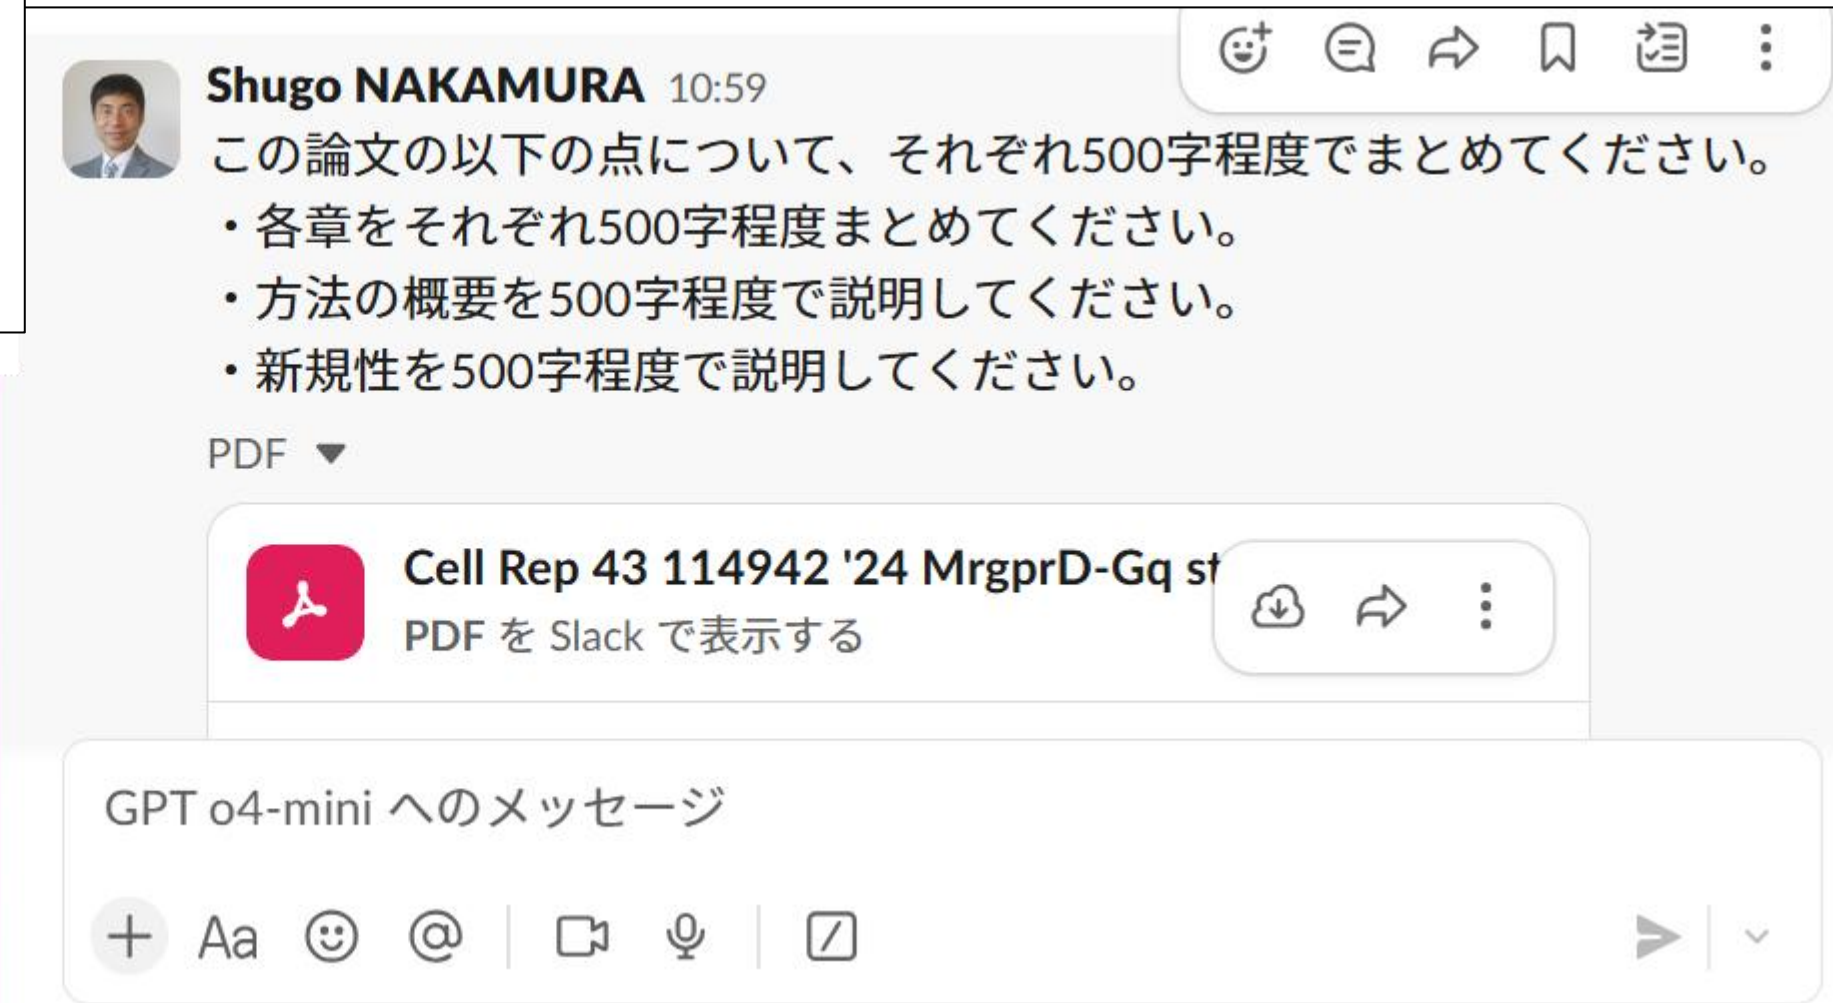 Shugo NAKAMURA 10:59
この論文の以下の点について、それぞれ500字程度でまとめてください。
・各章をそれぞれ500字程度まとめてください。
・方法の概要を500字程度で説明してください。
・新規性を500字程度で説明してください。
PDF
Cell Rep 43 114942 '24 MrgprD-Gq st
PDF を Slack で表示する
GPT o4-mini へのメッセージ
Aa